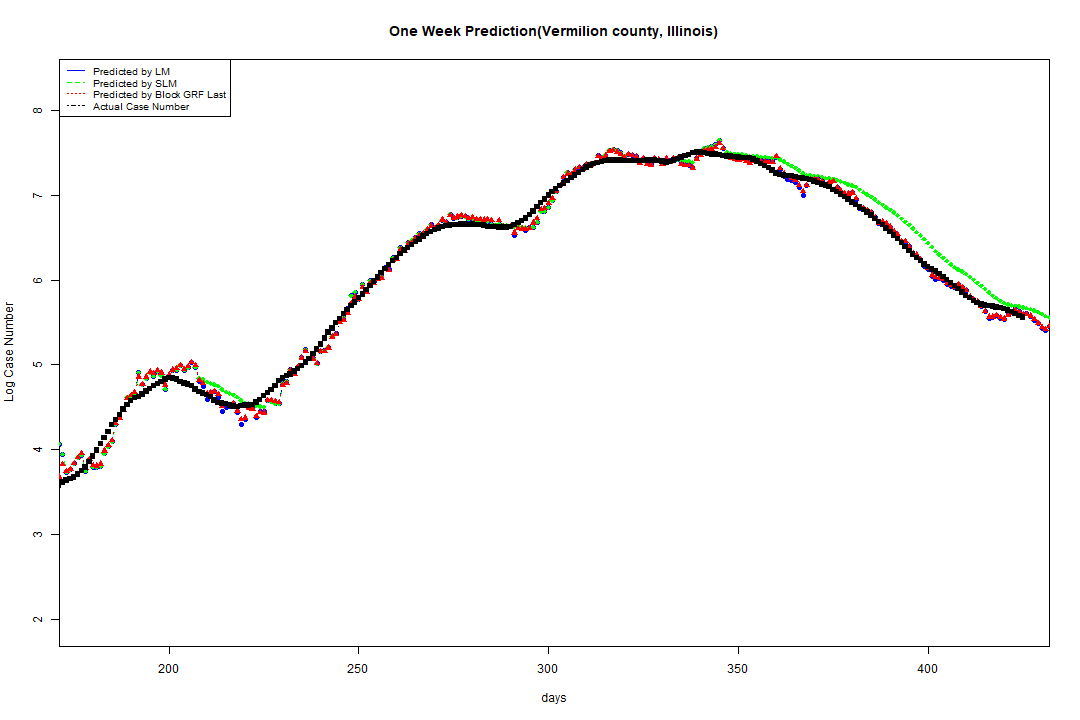 One Week Prediction(Vermilion county, Illinois)
Predicted by LM
Predicted by SLM
Predicted by Block GRF Last
Actual Case Number
8
7
6
5
4
3
2
Log Case Number
200 250 300 350 400
days